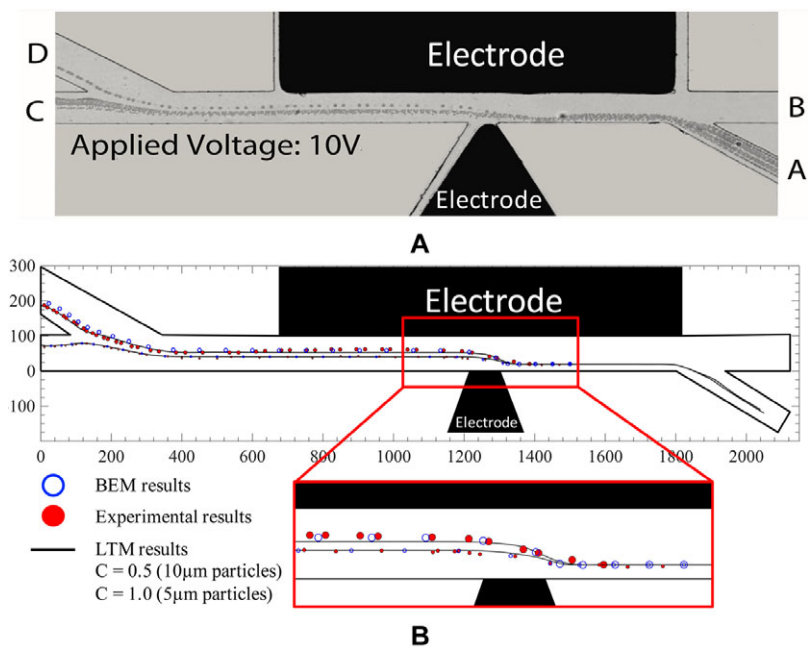 D
Electrode
C
B
Applied Voltage: 10V
A
Electrode
A
300
200
100
0
100
Electrode
Electrode
0 200 400 600 800 1000 1200 1400 1600 1800 2000
BEM results
Experimental results
LTM results
C = 0.5 (10μm particles)
C = 1.0 (5μm particles)
B